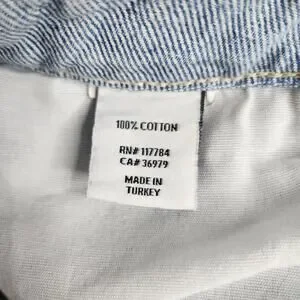 100% COTTON
RN# 117784
CA# 36979
MADE IN
TURKEY